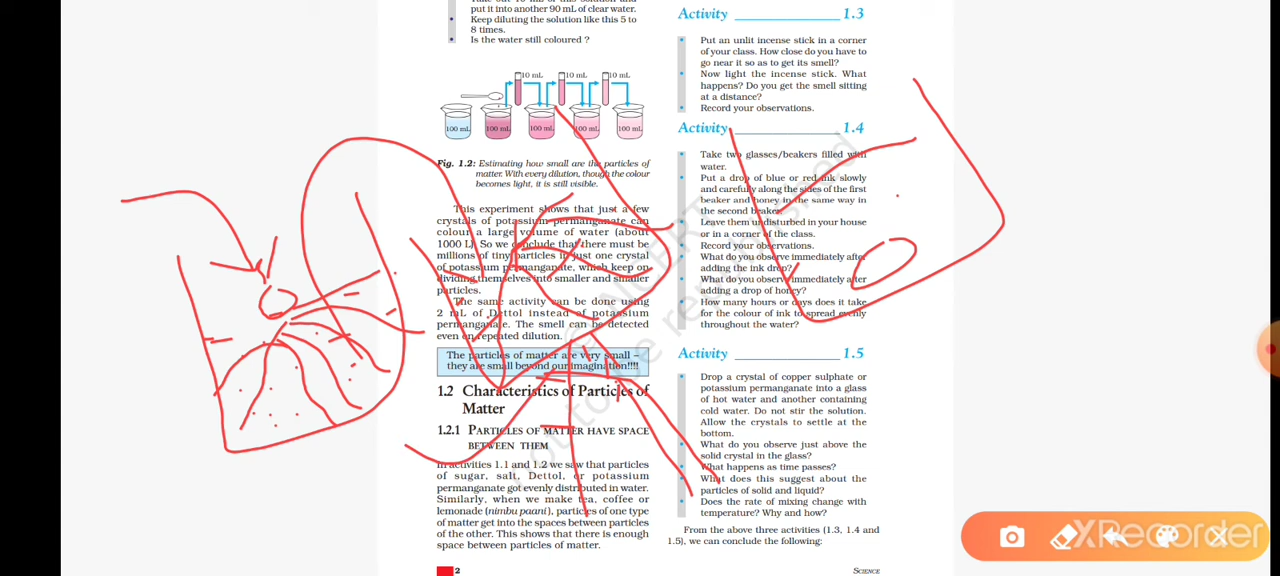 put it into another 90 mL of clear water.
• Keep diluting the solution like this 5 to
8 times.
• Is the water still coloured ?
10 mL 10 mL 10 mL
100 mL 100 mL 100 mL 100 mL 100 mL
Fig. 1.2: Estimating how small are the particles of
matter. With every dilution, though the colour
becomes light, it is still visible.
This experiment shows that just a few
crystals of potassium permanganate can
colour a large volume of water (about
1000 L). So we conclude that there must be
millions of tiny particles in just one crystal
of potassium permanganate, which keep on
dividing themselves into smaller and smaller
particles.
The same activity can be done using
2 mL of Dettol instead of potassium
permanganate. The smell can be detected
even on repeated dilution.
The particles of matter are very small –
they are small beyond our imagination!!!!
1.2 Characteristics of Particles of
Matter
1.2.1 PARTICLES OF MATTER HAVE SPACE
BETWEEN THEM
In activities 1.1 and 1.2 we saw that particles
of sugar, salt, Dettol, or potassium
permanganate got evenly distributed in water.
Similarly, when we make tea, coffee or
lemonade (nimbu paani), particles of one type
of matter get into the spaces between particles
of the other. This shows that there is enough
space between particles of matter.
2
Activity ______________ 1.3
• Put an unlit incense stick in a corner
of your class. How close do you have to
go near it so as to get its smell?
• Now light the incense stick. What
happens? Do you get the smell sitting
at a distance?
• Record your observations.
Activity ______________ 1.4
• Take two glasses/beakers filled with
water.
• Put a drop of blue or red ink slowly
and carefully along the sides of the first
beaker and honey in the same way in
the second beaker.
• Leave them undisturbed in your house
or in a corner of the class.
• Record your observations.
• What do you observe immediately after
adding the ink drop?
• What do you observe immediately after
adding a drop of honey?
• How many hours or days does it take
for the colour of ink to spread evenly
throughout the water?
Activity ______________ 1.5
• Drop a crystal of copper sulphate or
potassium permanganate into a glass
of hot water and another containing
cold water. Do not stir the solution.
Allow the crystals to settle at the
bottom.
• What do you observe just above the
solid crystal in the glass?
• What happens as time passes?
• What does this suggest about the
particles of solid and liquid?
• Does the rate of mixing change with
temperature? Why and how?
From the above three activities (1.3, 1.4 and
1.5), we can conclude the following:
SCIENCE
XRecorder